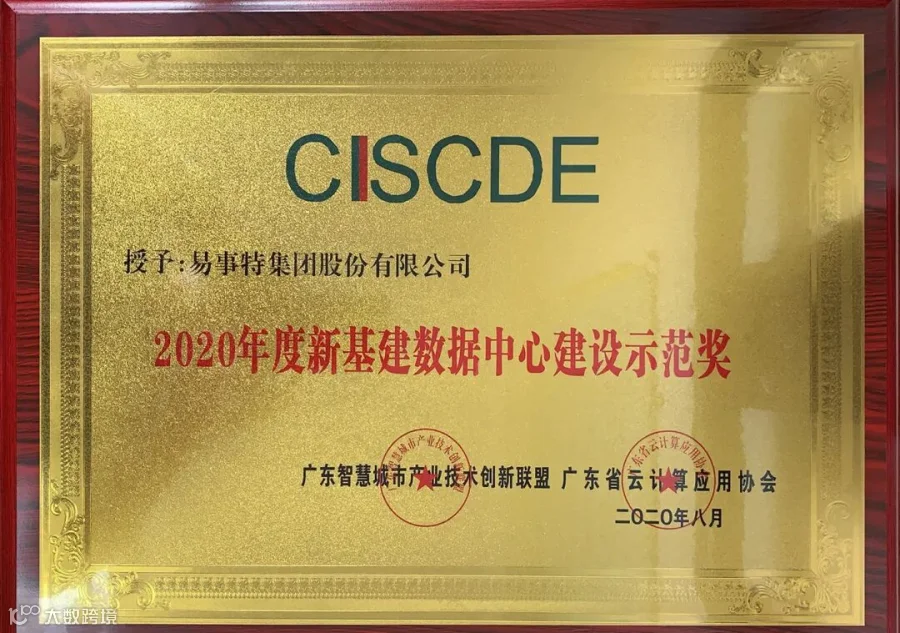 CISCDE
授予:易事特集团股份有限公司
2020年度新基建数据中心建设示范奖
广东智慧城市产业技术创新联盟 广东省云计算应用协会
二〇二〇年八月
大数跨境